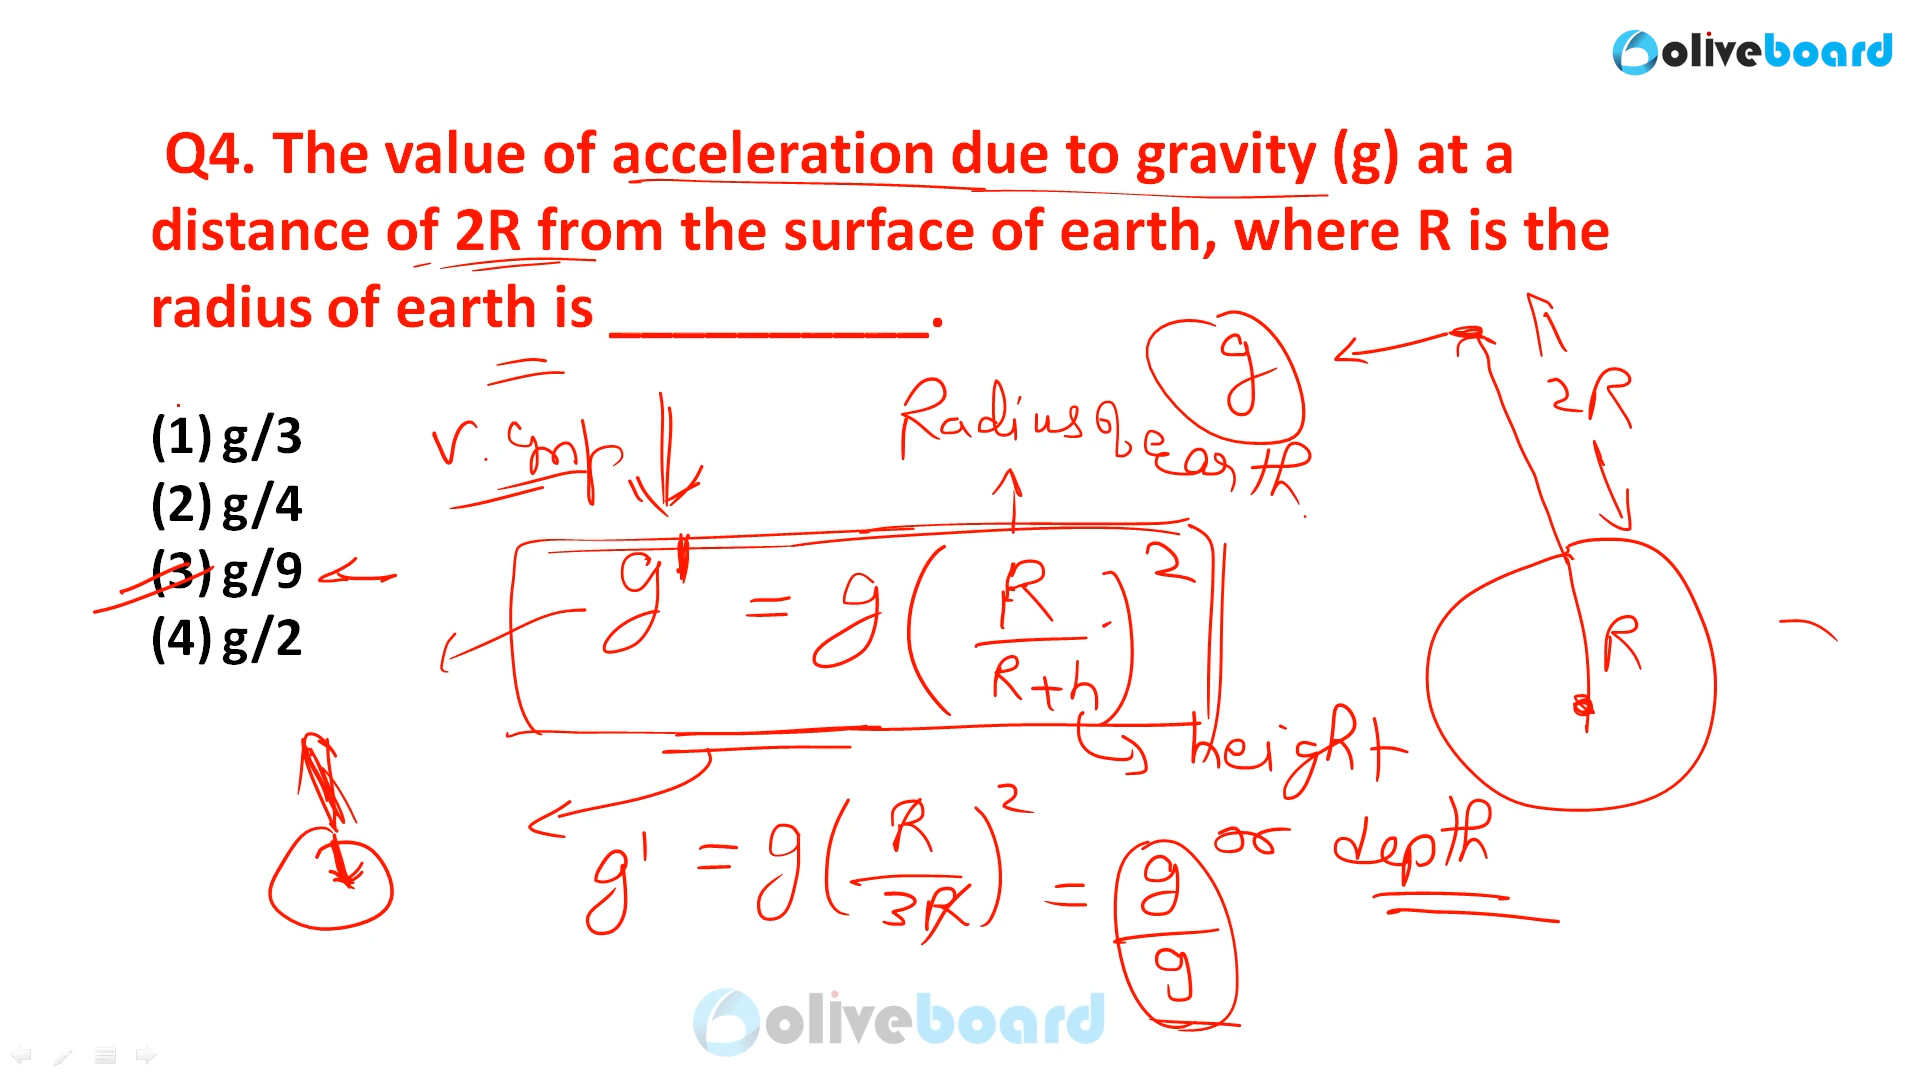 oliveboard
Q4. The value of acceleration due to gravity (g) at a
distance of 2R from the surface of earth, where R is the
radius of earth is __________.
(1) g/3
(2) g/4
(3) g/9
(4) g/2
v. Imp
Radius of earth
g
2R
R
g' = g(R/R+h)²
height
or depth
g' = g(R/3R)² = g/9
oliveboard